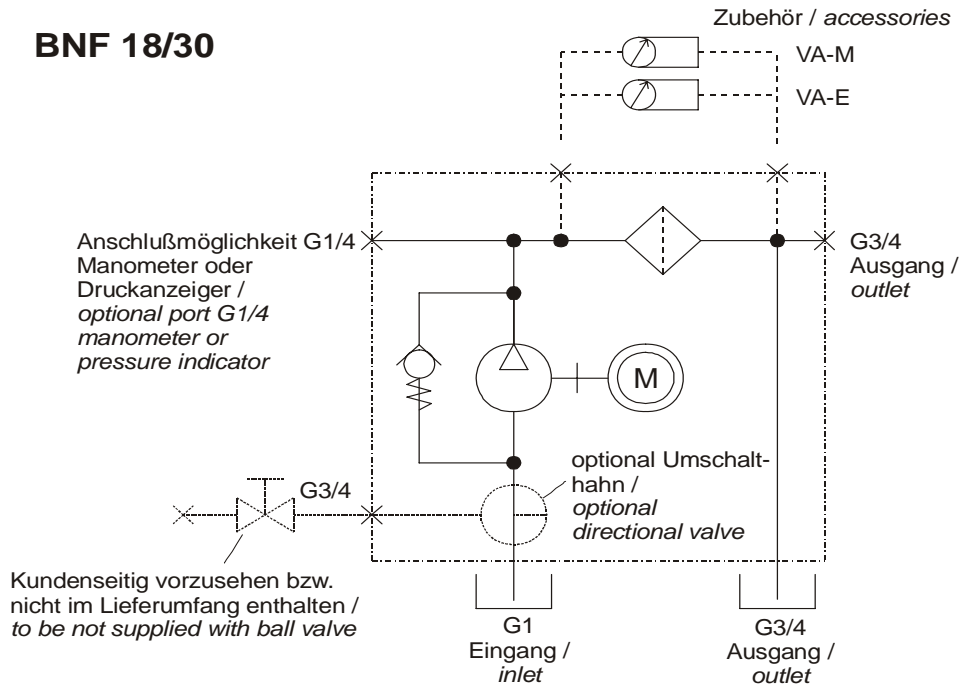 BNF 18/30
Zubehör / accessories
VA-M
VA-E
Anschlußmöglichkeit G1/4
Manometer oder
Druckanzeiger /
optional port G1/4
manometer or
pressure indicator
G3/4
Ausgang /
outlet
M
optional Umschalt-
hahn /
optional
directional valve
G3/4
Kundenseitig vorzusehen bzw.
nicht im Lieferumfang enthalten /
to be not supplied with ball valve
G1
Eingang /
inlet
G3/4
Ausgang /
outlet